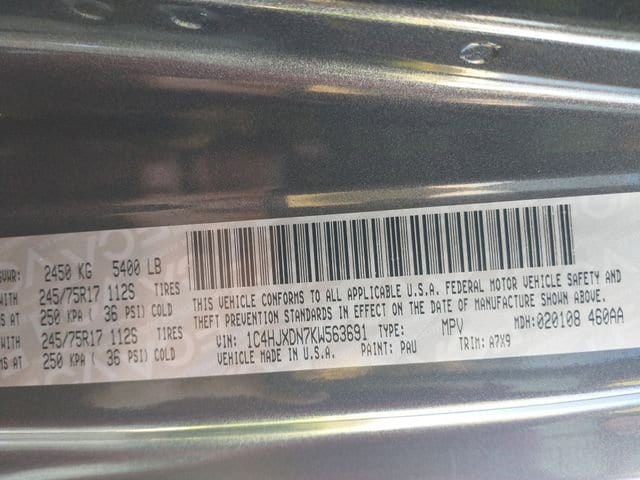 GVWR: 2450 KG 5400 LB
WITH 245/75R17 112S TIRES
250 KPA ( 36 PSI) COLD
WITH 245/75R17 112S TIRES
250 KPA ( 36 PSI) COLD
THIS VEHICLE CONFORMS TO ALL APPLICABLE U.S.A. FEDERAL MOTOR VEHICLE SAFETY AND
THEFT PREVENTION STANDARDS IN EFFECT ON THE DATE OF MANUFACTURE SHOWN ABOVE.
VIN: 1C4HJXDN7KW563691 TYPE: MPV MDH:020108 460AA
VEHICLE MADE IN U.S.A. PAINT: PAU TRIM: A7X9